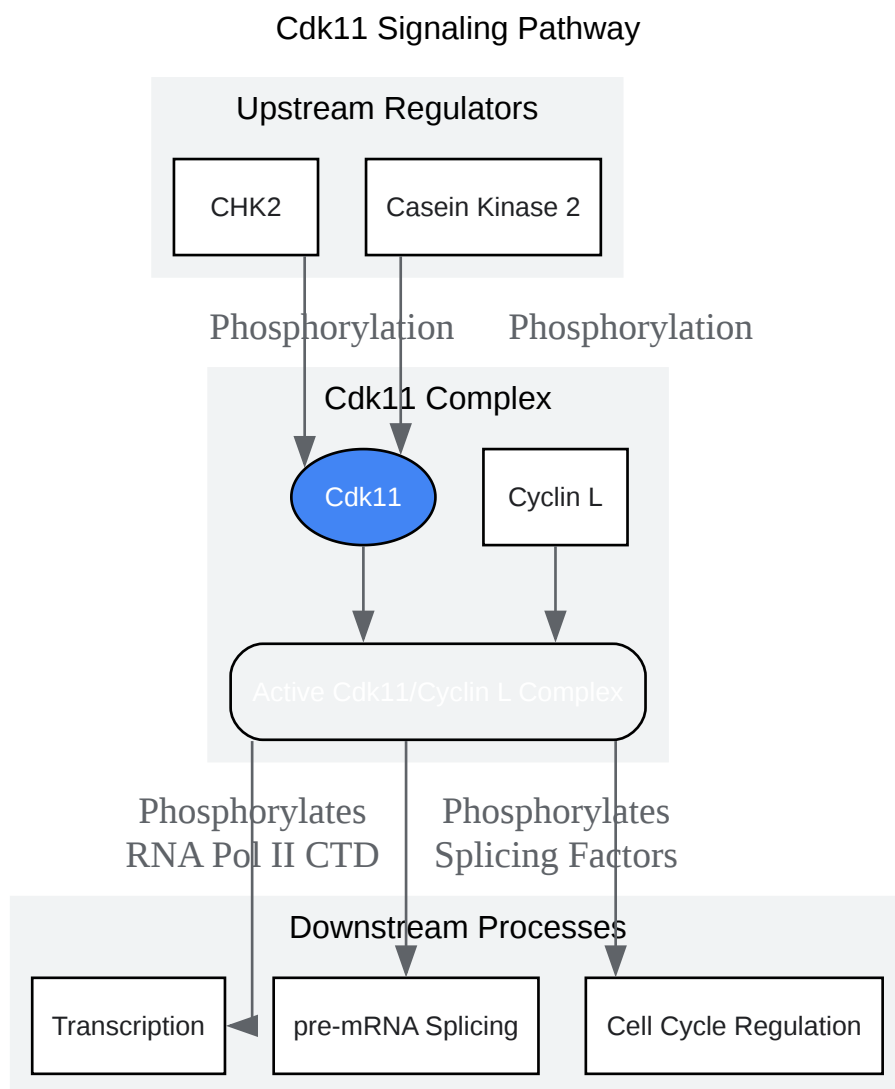 Cdk11 Signaling Pathway
Upstream Regulators
CHK2
Casein Kinase 2
Phosphorylation
Phosphorylation
Cdk11 Complex
Cdk11
Cyclin L
Active Cdk11/Cyclin L Complex
Phosphorylates
RNA Pol II CTD
Phosphorylates
Splicing Factors
Downstream Processes
Transcription
pre-mRNA Splicing
Cell Cycle Regulation